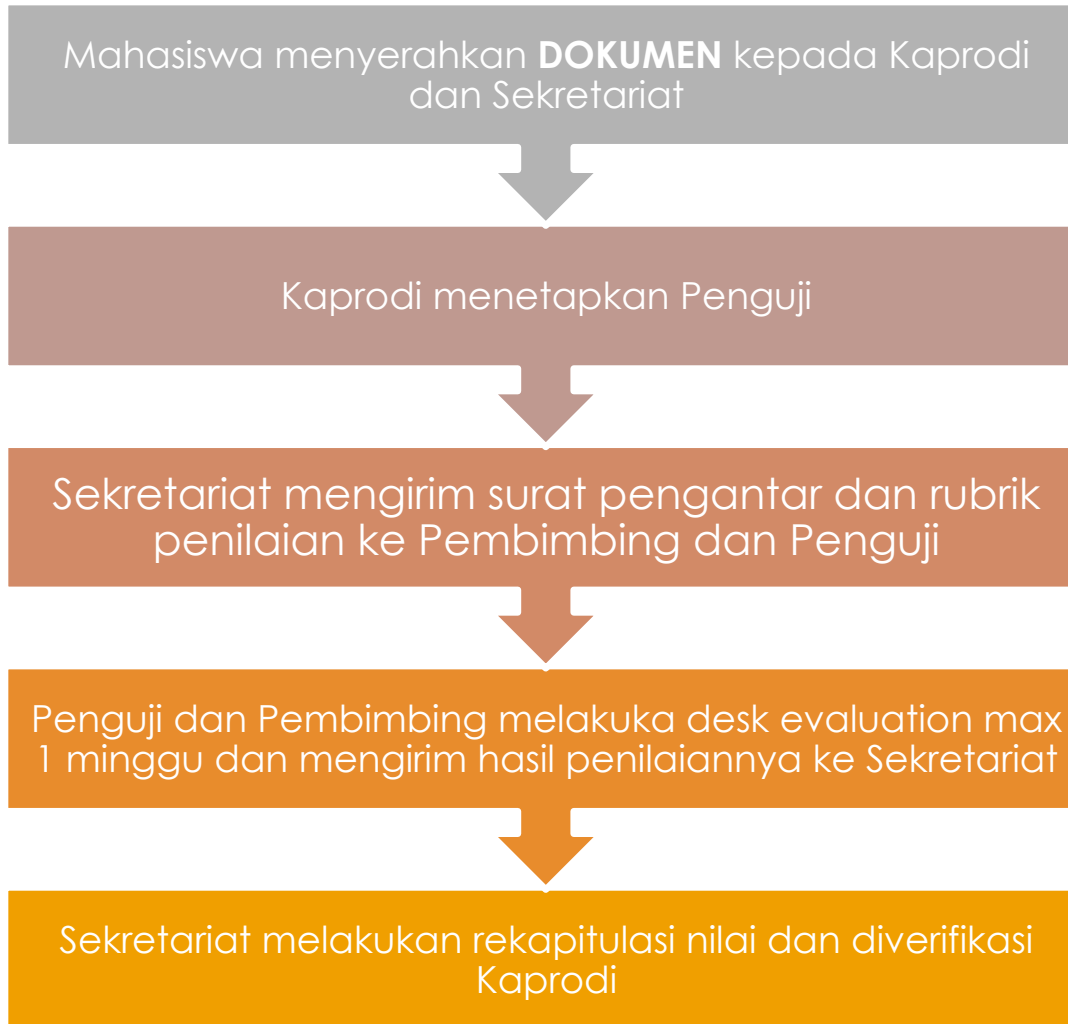 Mahasiswa menyerahkan DOKUMEN kepada Kaprodi
dan Sekretariat
Kaprodi menetapkan Penguji
Sekretariat mengirim surat pengantar dan rubrik
penilaian ke Pembimbing dan Penguji
Penguji dan Pembimbing melakuka desk evaluation max
1 minggu dan mengirim hasil penilaiannya ke Sekretariat
Sekretariat melakukan rekapitulasi nilai dan diverifikasi
Kaprodi